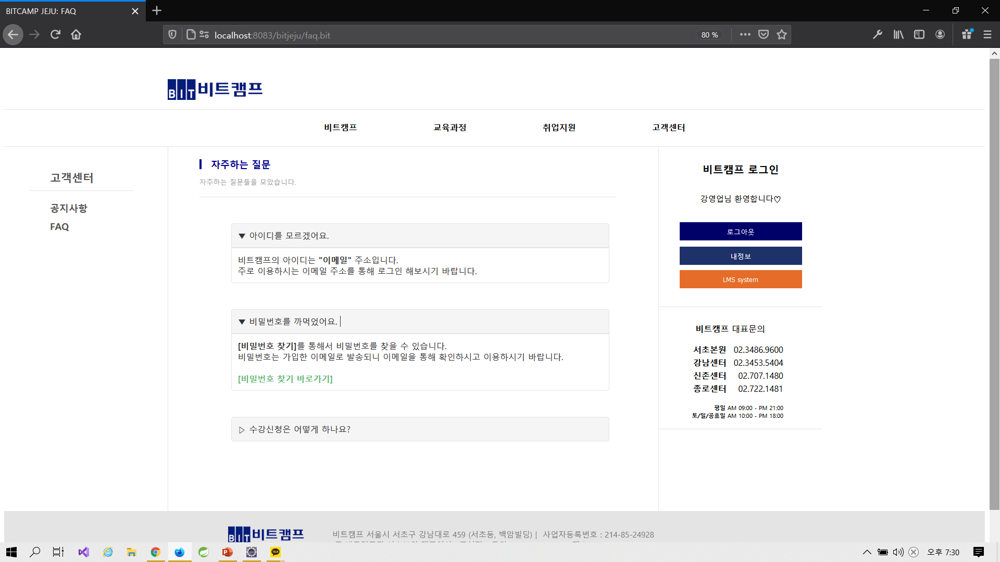 BITCAMP JEJU: FAQ
localhost:8083/bitjeju/faq.bit
80 %
BIT비트캠프
비트캠프 교육과정 취업지원 고객센터
고객센터
공지사항
FAQ
자주하는 질문
자주하는 질문들을 모았습니다.
▼ 아이디를 모르겠어요.
비트캠프의 아이디는 "이메일" 주소입니다.
주로 이용하시는 이메일 주소를 통해 로그인 해보시기 바랍니다.
▼ 비밀번호를 까먹었어요.
[비밀번호 찾기]를 통해서 비밀번호를 찾을 수 있습니다.
비밀번호는 가입한 이메일로 발송되니 이메일을 통해 확인하시고 이용하시기 바랍니다.
[비밀번호 찾기 바로가기]
▷ 수강신청은 어떻게 하나요?
비트캠프 로그인
강영업님 환영합니다♡
로그아웃
내정보
LMS system
비트캠프 대표문의
서초본원 02.3486.9600
강남센터 02.3453.5404
신촌센터 02.707.1480
종로센터 02.722.1481
평일 AM 09:00 - PM 21:00
토/일/공휴일 AM 10:00 - PM 18:00
BIT비트캠프
비트캠프 서울시 서초구 강남대로 459 (서초동, 백암빌딩) | 사업자등록번호 : 214-85-24928
오후 7:30